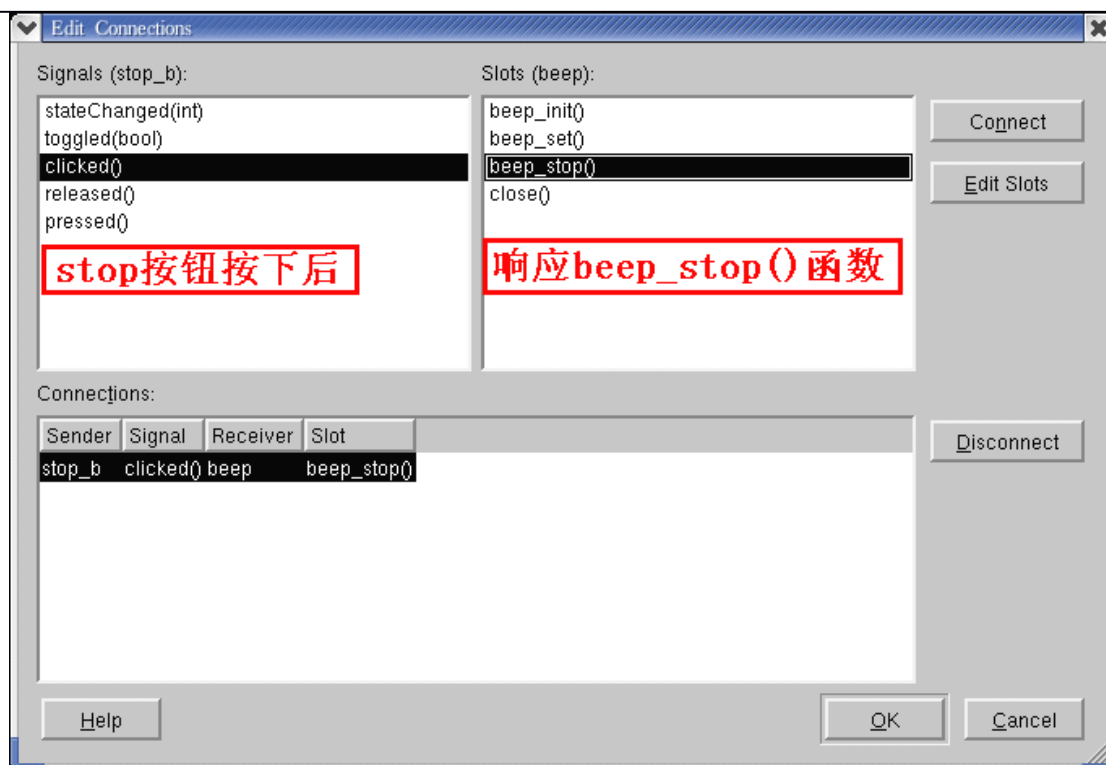 Edit Connections
Signals (stop_b):
Slots (beep):
stateChanged(int)
toggled(bool)
clicked()
released()
pressed()
stop按钮按下后
beep_init()
beep_set()
beep_stop()
close()
响应beep_stop()函数
Connect
Edit Slots
Connections:
Sender Signal Receiver Slot
stop_b clicked() beep beep_stop()
Disconnect
Help
OK
Cancel